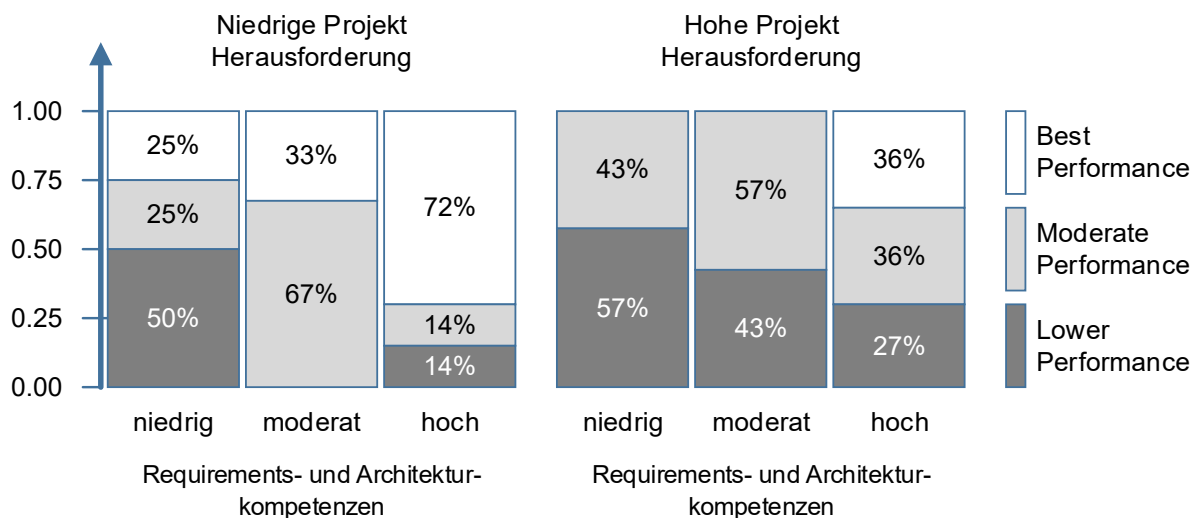 Niedrige Projekt
Herausforderung
Hohe Projekt
Herausforderung
1.00
0.75
0.50
0.25
0.00
25%
25%
50%
33%
67%
72%
14%
14%
43%
57%
57%
43%
36%
36%
27%
Best
Performance
Moderate
Performance
Lower
Performance
niedrig
moderat
hoch
niedrig
moderat
hoch
Requirements- und Architektur-
kompetenzen
Requirements- und Architektur-
kompetenzen